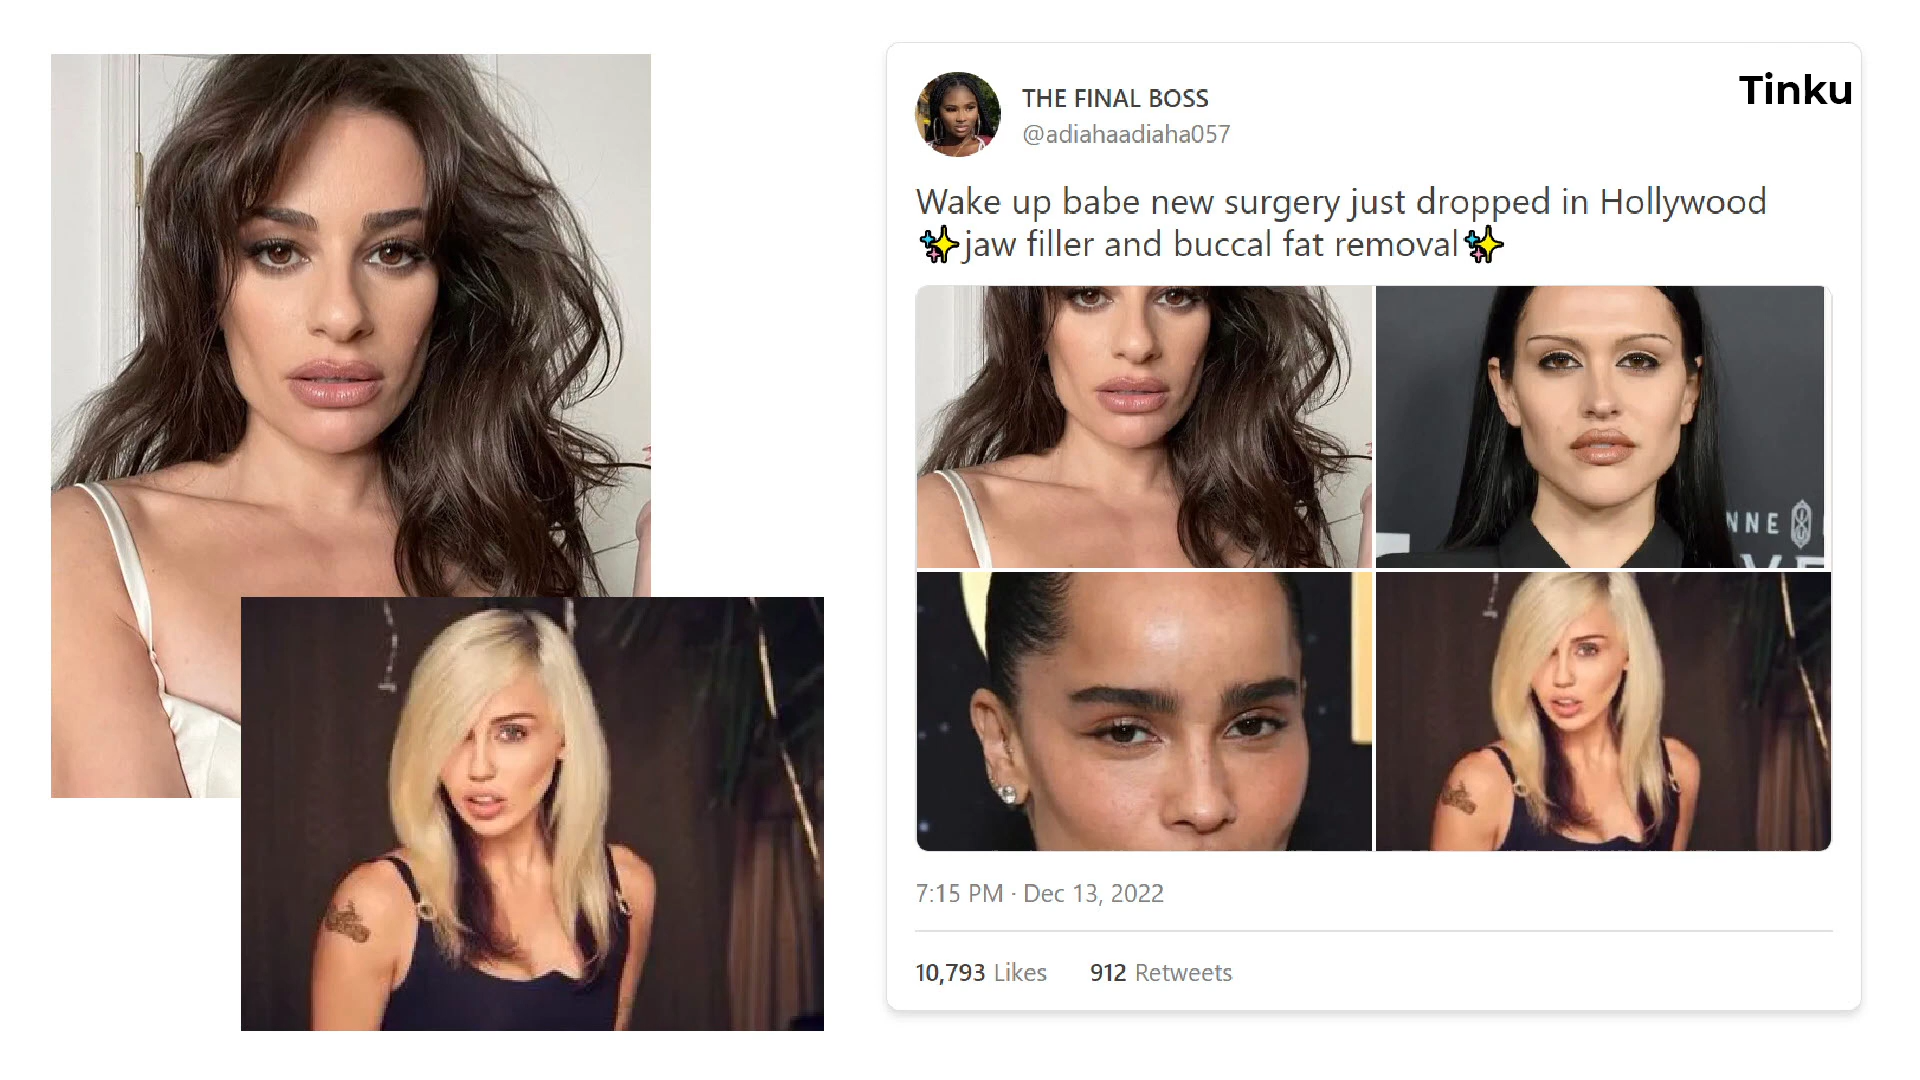 Tinku
THE FINAL BOSS
@adiahaadiaha057
Wake up babe new surgery just dropped in Hollywood
✨jaw filler and buccal fat removal✨
NNE
7:15 PM · Dec 13, 2022
10,793 Likes 912 Retweets